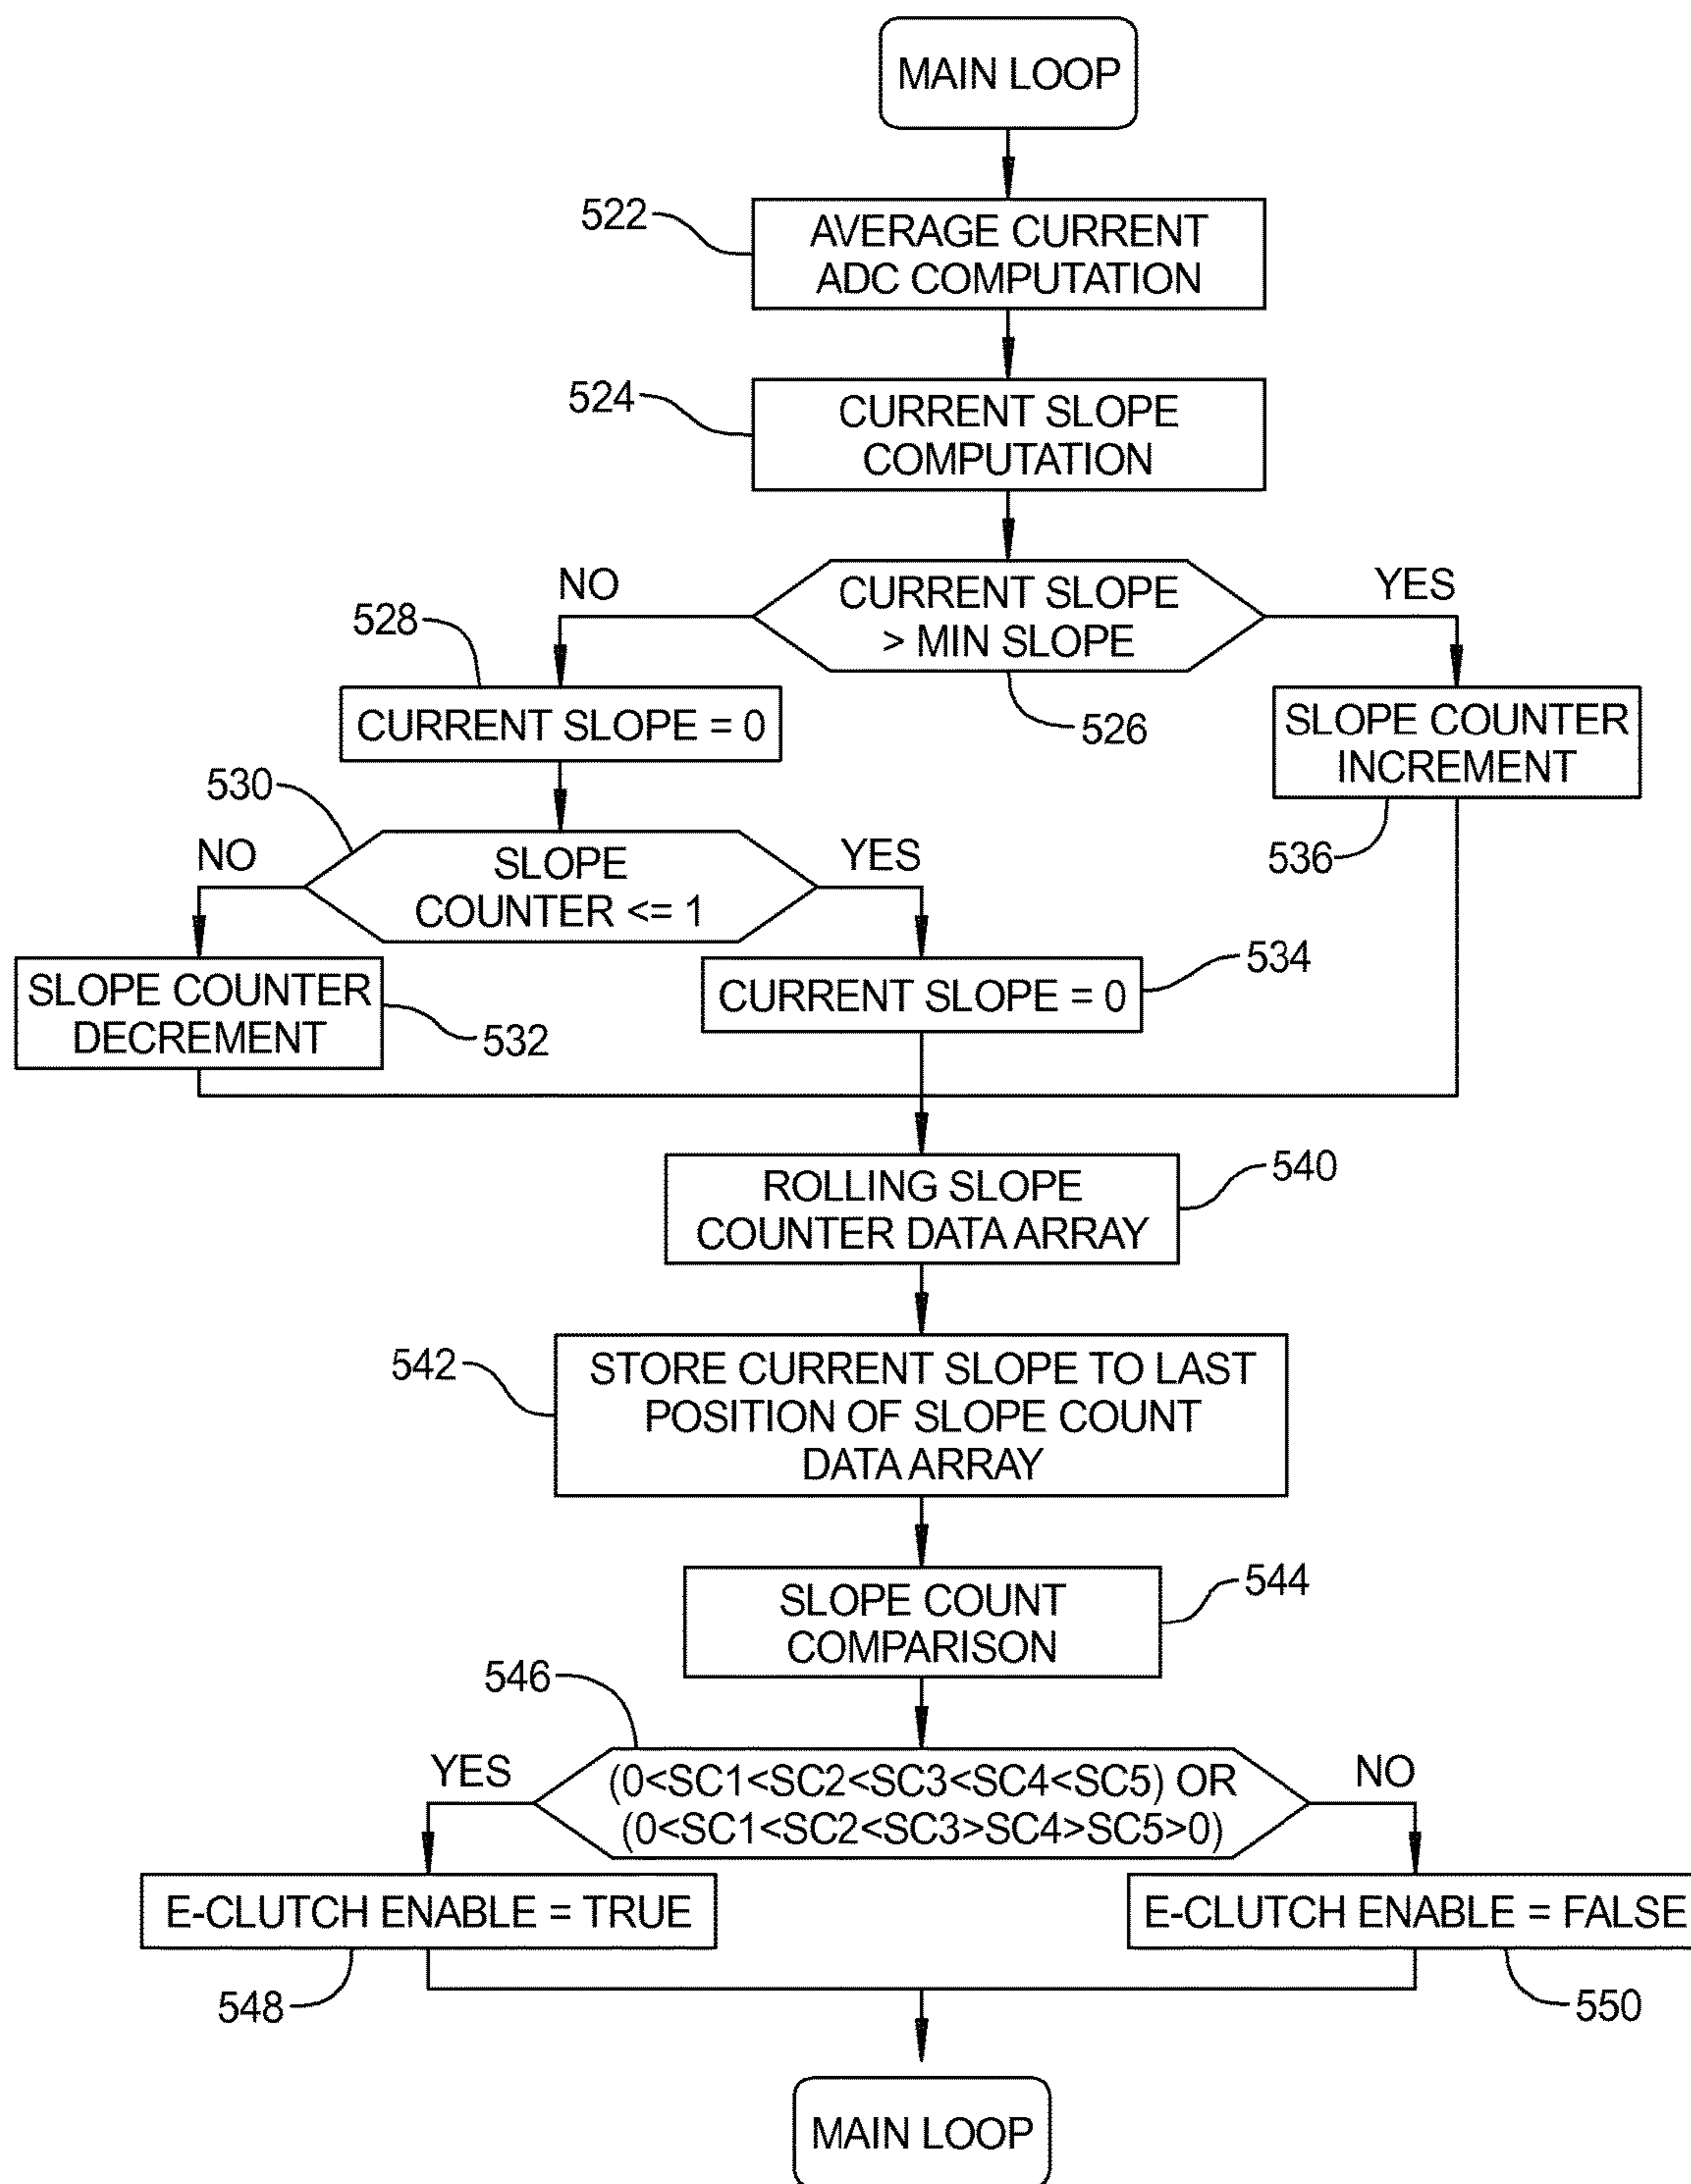 MAIN LOOP
522
AVERAGE CURRENT
ADC COMPUTATION
524
CURRENT SLOPE
COMPUTATION
NO
CURRENT SLOPE
> MIN SLOPE
YES
526
528
CURRENT SLOPE = 0
SLOPE COUNTER
INCREMENT
536
530
NO
SLOPE
COUNTER <= 1
YES
SLOPE COUNTER
DECREMENT
532
CURRENT SLOPE = 0
534
ROLLING SLOPE
COUNTER DATA ARRAY
540
542
STORE CURRENT SLOPE TO LAST
POSITION OF SLOPE COUNT
DATA ARRAY
SLOPE COUNT
COMPARISON
544
546
YES
(0<SC1<SC2<SC3<SC4<SC5) OR
(0<SC1<SC2<SC3>SC4>SC5>0)
NO
E-CLUTCH ENABLE = TRUE
548
E-CLUTCH ENABLE = FALSE
550
MAIN LOOP